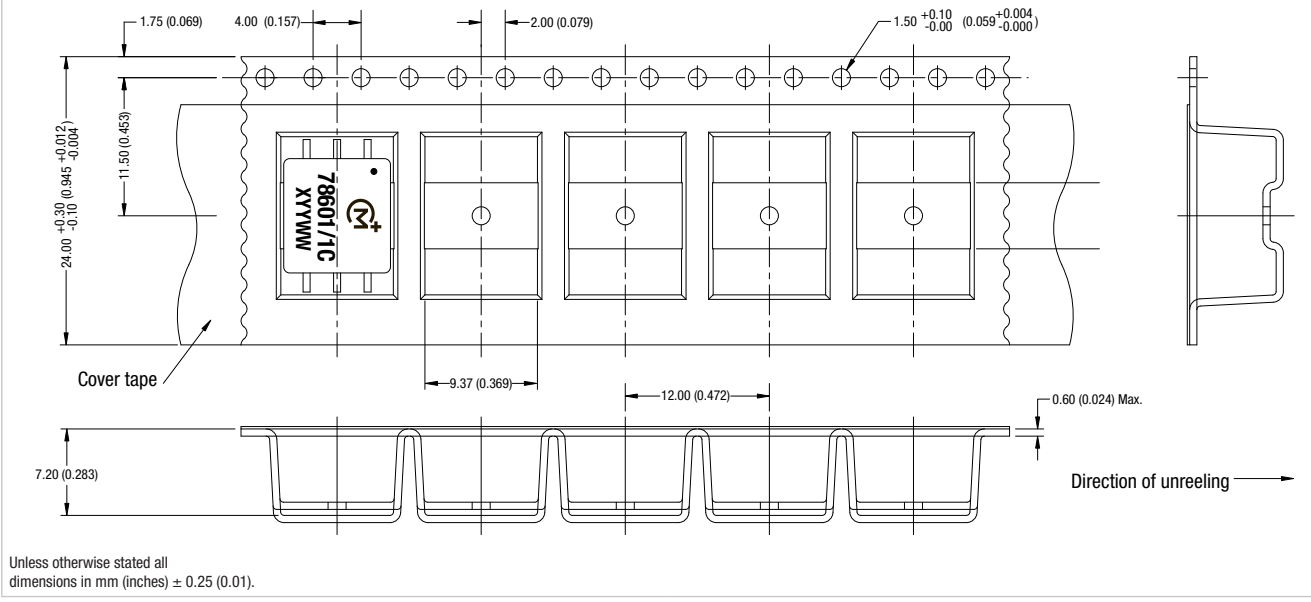 1.75 (0.069)
4.00 (0.157)
2.00 (0.079)
1.50 +0.10 -0.00 (0.059 +0.004 -0.000)
24.00 +0.30 -0.10 (0.945 +0.012 -0.004)
11.50 (0.453)
78601/1C
XYYWW
Cover tape
9.37 (0.369)
12.00 (0.472)
0.60 (0.024) Max.
7.20 (0.283)
Direction of unreeling
Unless otherwise stated all
dimensions in mm (inches) ± 0.25 (0.01).